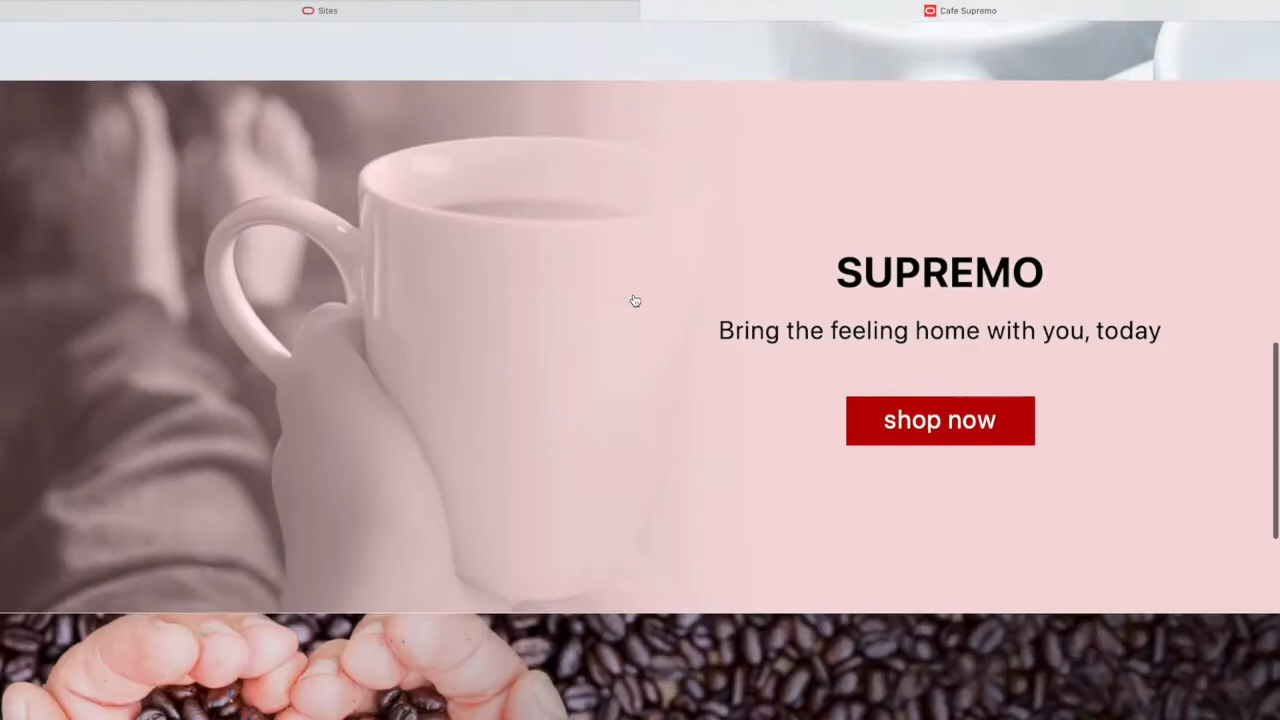 Sites
Cafe Supremo
SUPREMO
Bring the feeling home with you, today
shop now